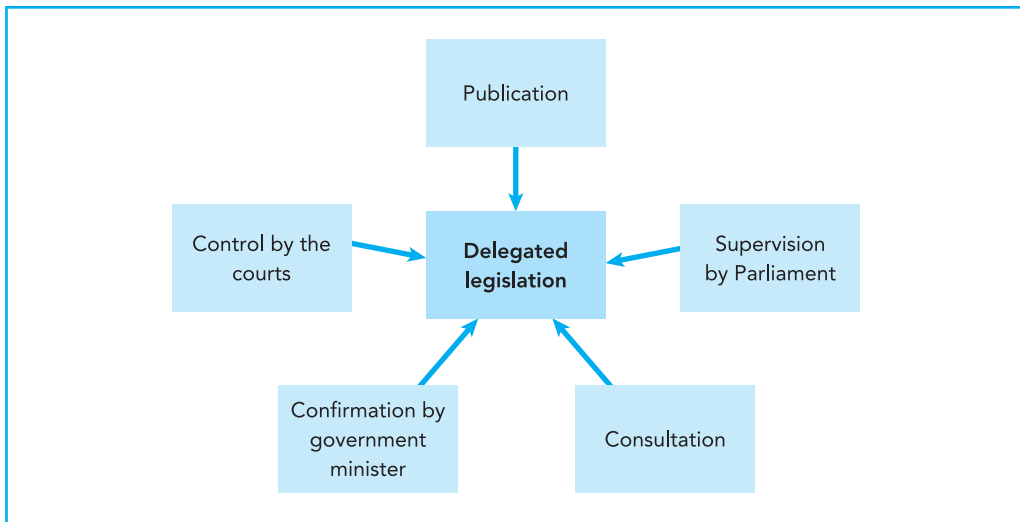 Publication
Control by the
courts
Delegated
legislation
Supervision
by Parliament
Confirmation by
government
minister
Consultation